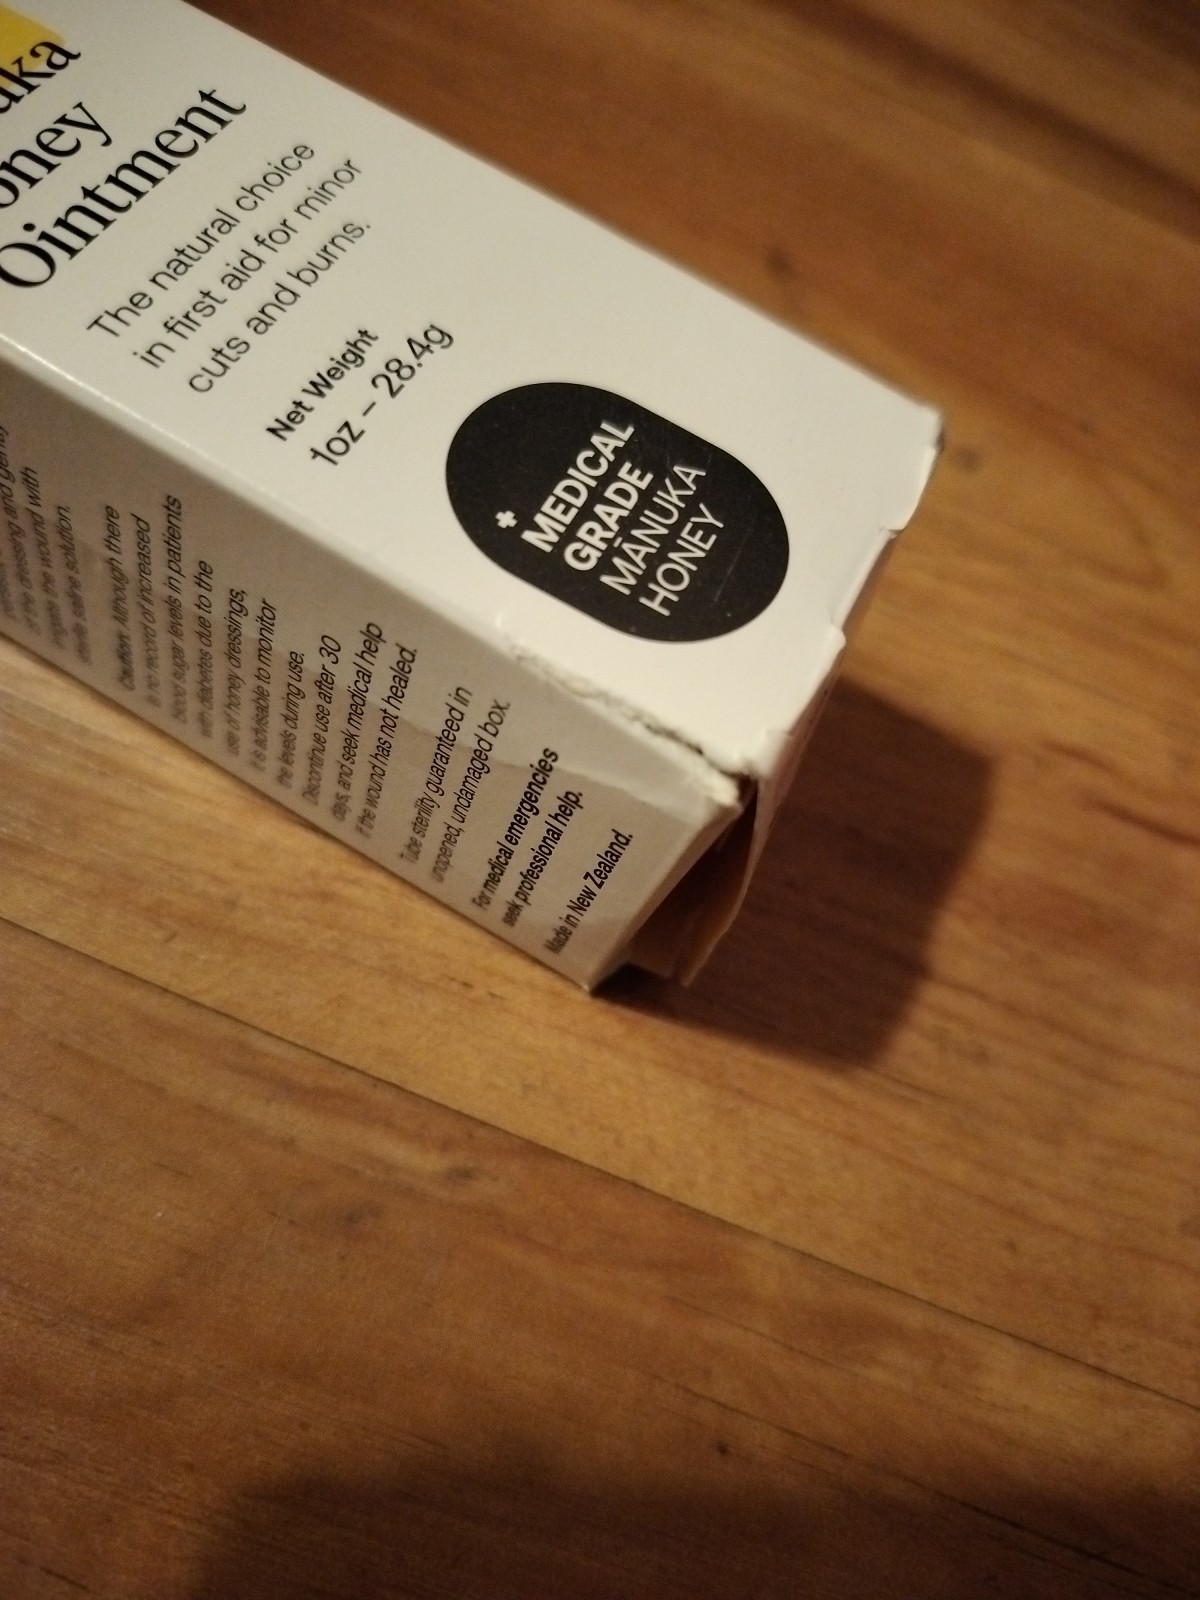 Ointment
The natural choice
in first aid for minor
cuts and burns.
Net Weight
1oz – 28.4g
+
MEDICAL
GRADE
MĀNUKA
HONEY
the dressing with
the wound with
saline solution.
Caution: Although there
is no record of increased
blood sugar levels in patients
with diabetes due to the
use of honey dressings,
it is advisable to monitor
the levels during use.
Discontinue use after 30
days, and seek medical help
if the wound has not healed.
Tube sterility guaranteed in
unopened, undamaged box.
For medical emergencies
seek professional help.
Made in New Zealand.